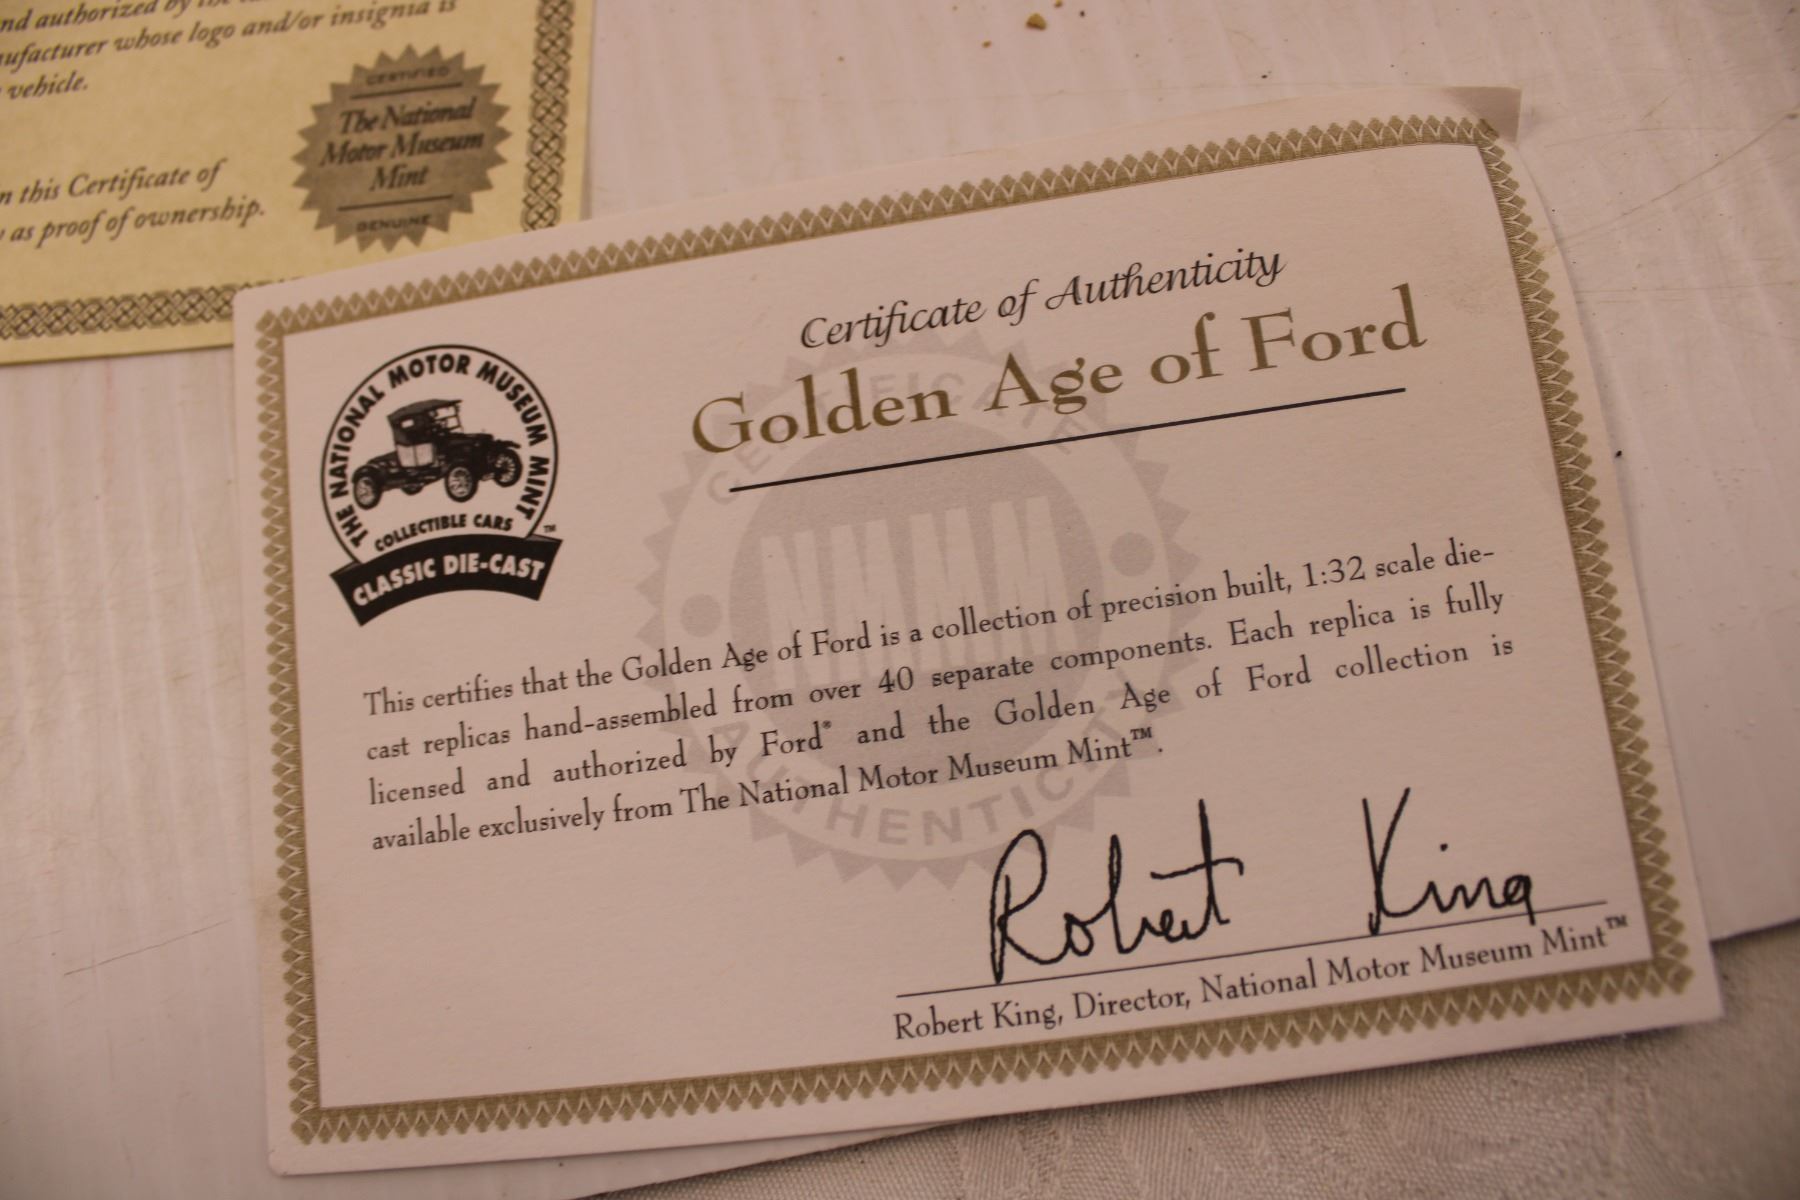 nd authorized by
ufacturer whose logo and/or insignia is
vehicle.
CERTIFIED
The National
Motor Museum
Mint
GENUINE
n this Certificate of
as proof of ownership.
THE NATIONAL MOTOR MUSEUM MINT
COLLECTIBLE CARS ™
CLASSIC DIE-CAST
Certificate of Authenticity
Golden Age of Ford
CERTIFICATE
NMMM
AUTHENTICITY
This certifies that the Golden Age of Ford is a collection of precision built, 1:32 scale die-
cast replicas hand-assembled from over 40 separate components. Each replica is fully
licensed and authorized by Ford® and the Golden Age of Ford collection is
available exclusively from The National Motor Museum Mint™.
Robert King
Robert King, Director, National Motor Museum Mint™